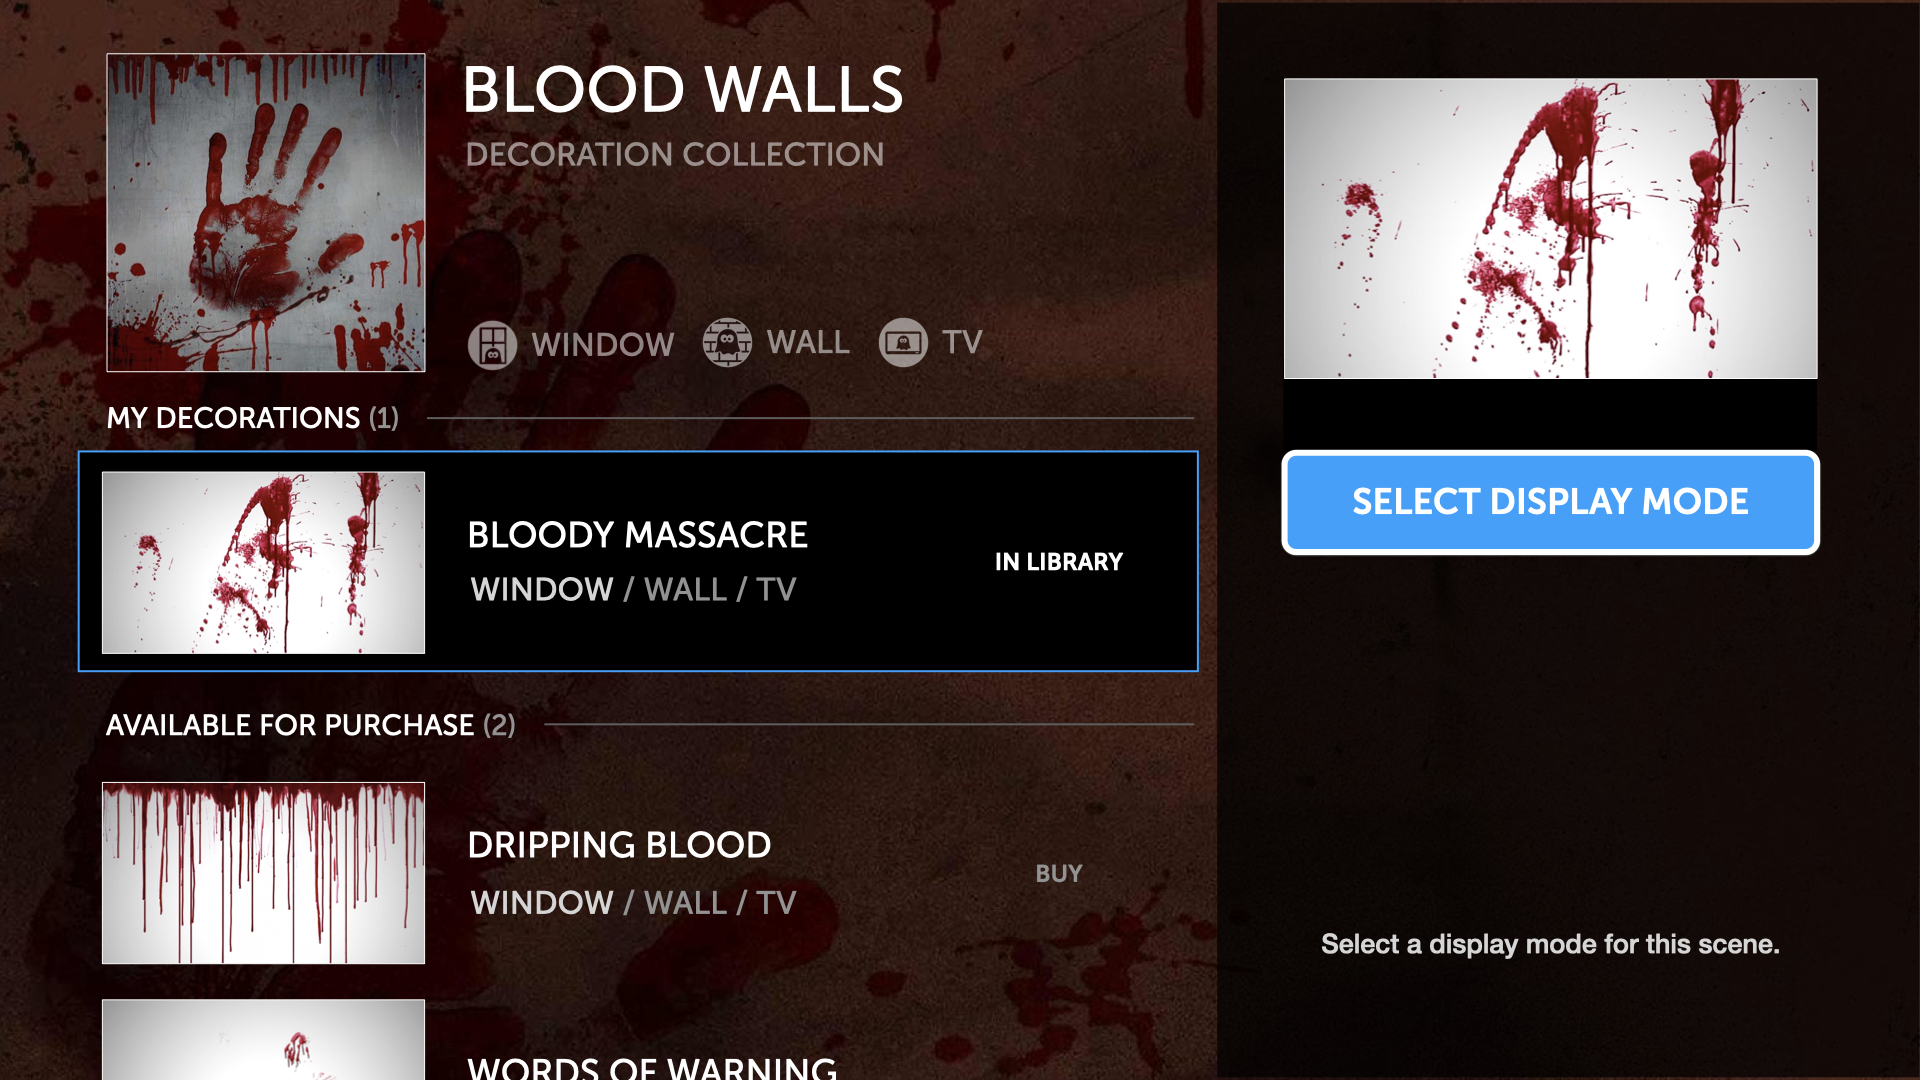 BLOOD WALLS
DECORATION COLLECTION
WINDOW WALL TV
MY DECORATIONS (1)
BLOODY MASSACRE
WINDOW / WALL / TV
IN LIBRARY
AVAILABLE FOR PURCHASE (2)
DRIPPING BLOOD
WINDOW / WALL / TV
BUY
WORDS OF WARNING
SELECT DISPLAY MODE
Select a display mode for this scene.